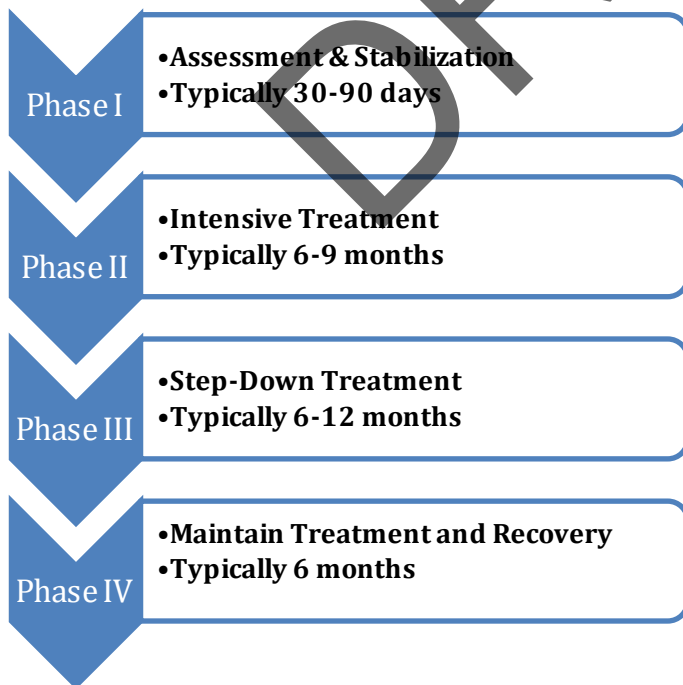 Phase I
•Assessment & Stabilization
•Typically 30-90 days
Phase II
•Intensive Treatment
•Typically 6-9 months
Phase III
•Step-Down Treatment
•Typically 6-12 months
Phase IV
•Maintain Treatment and Recovery
•Typically 6 months